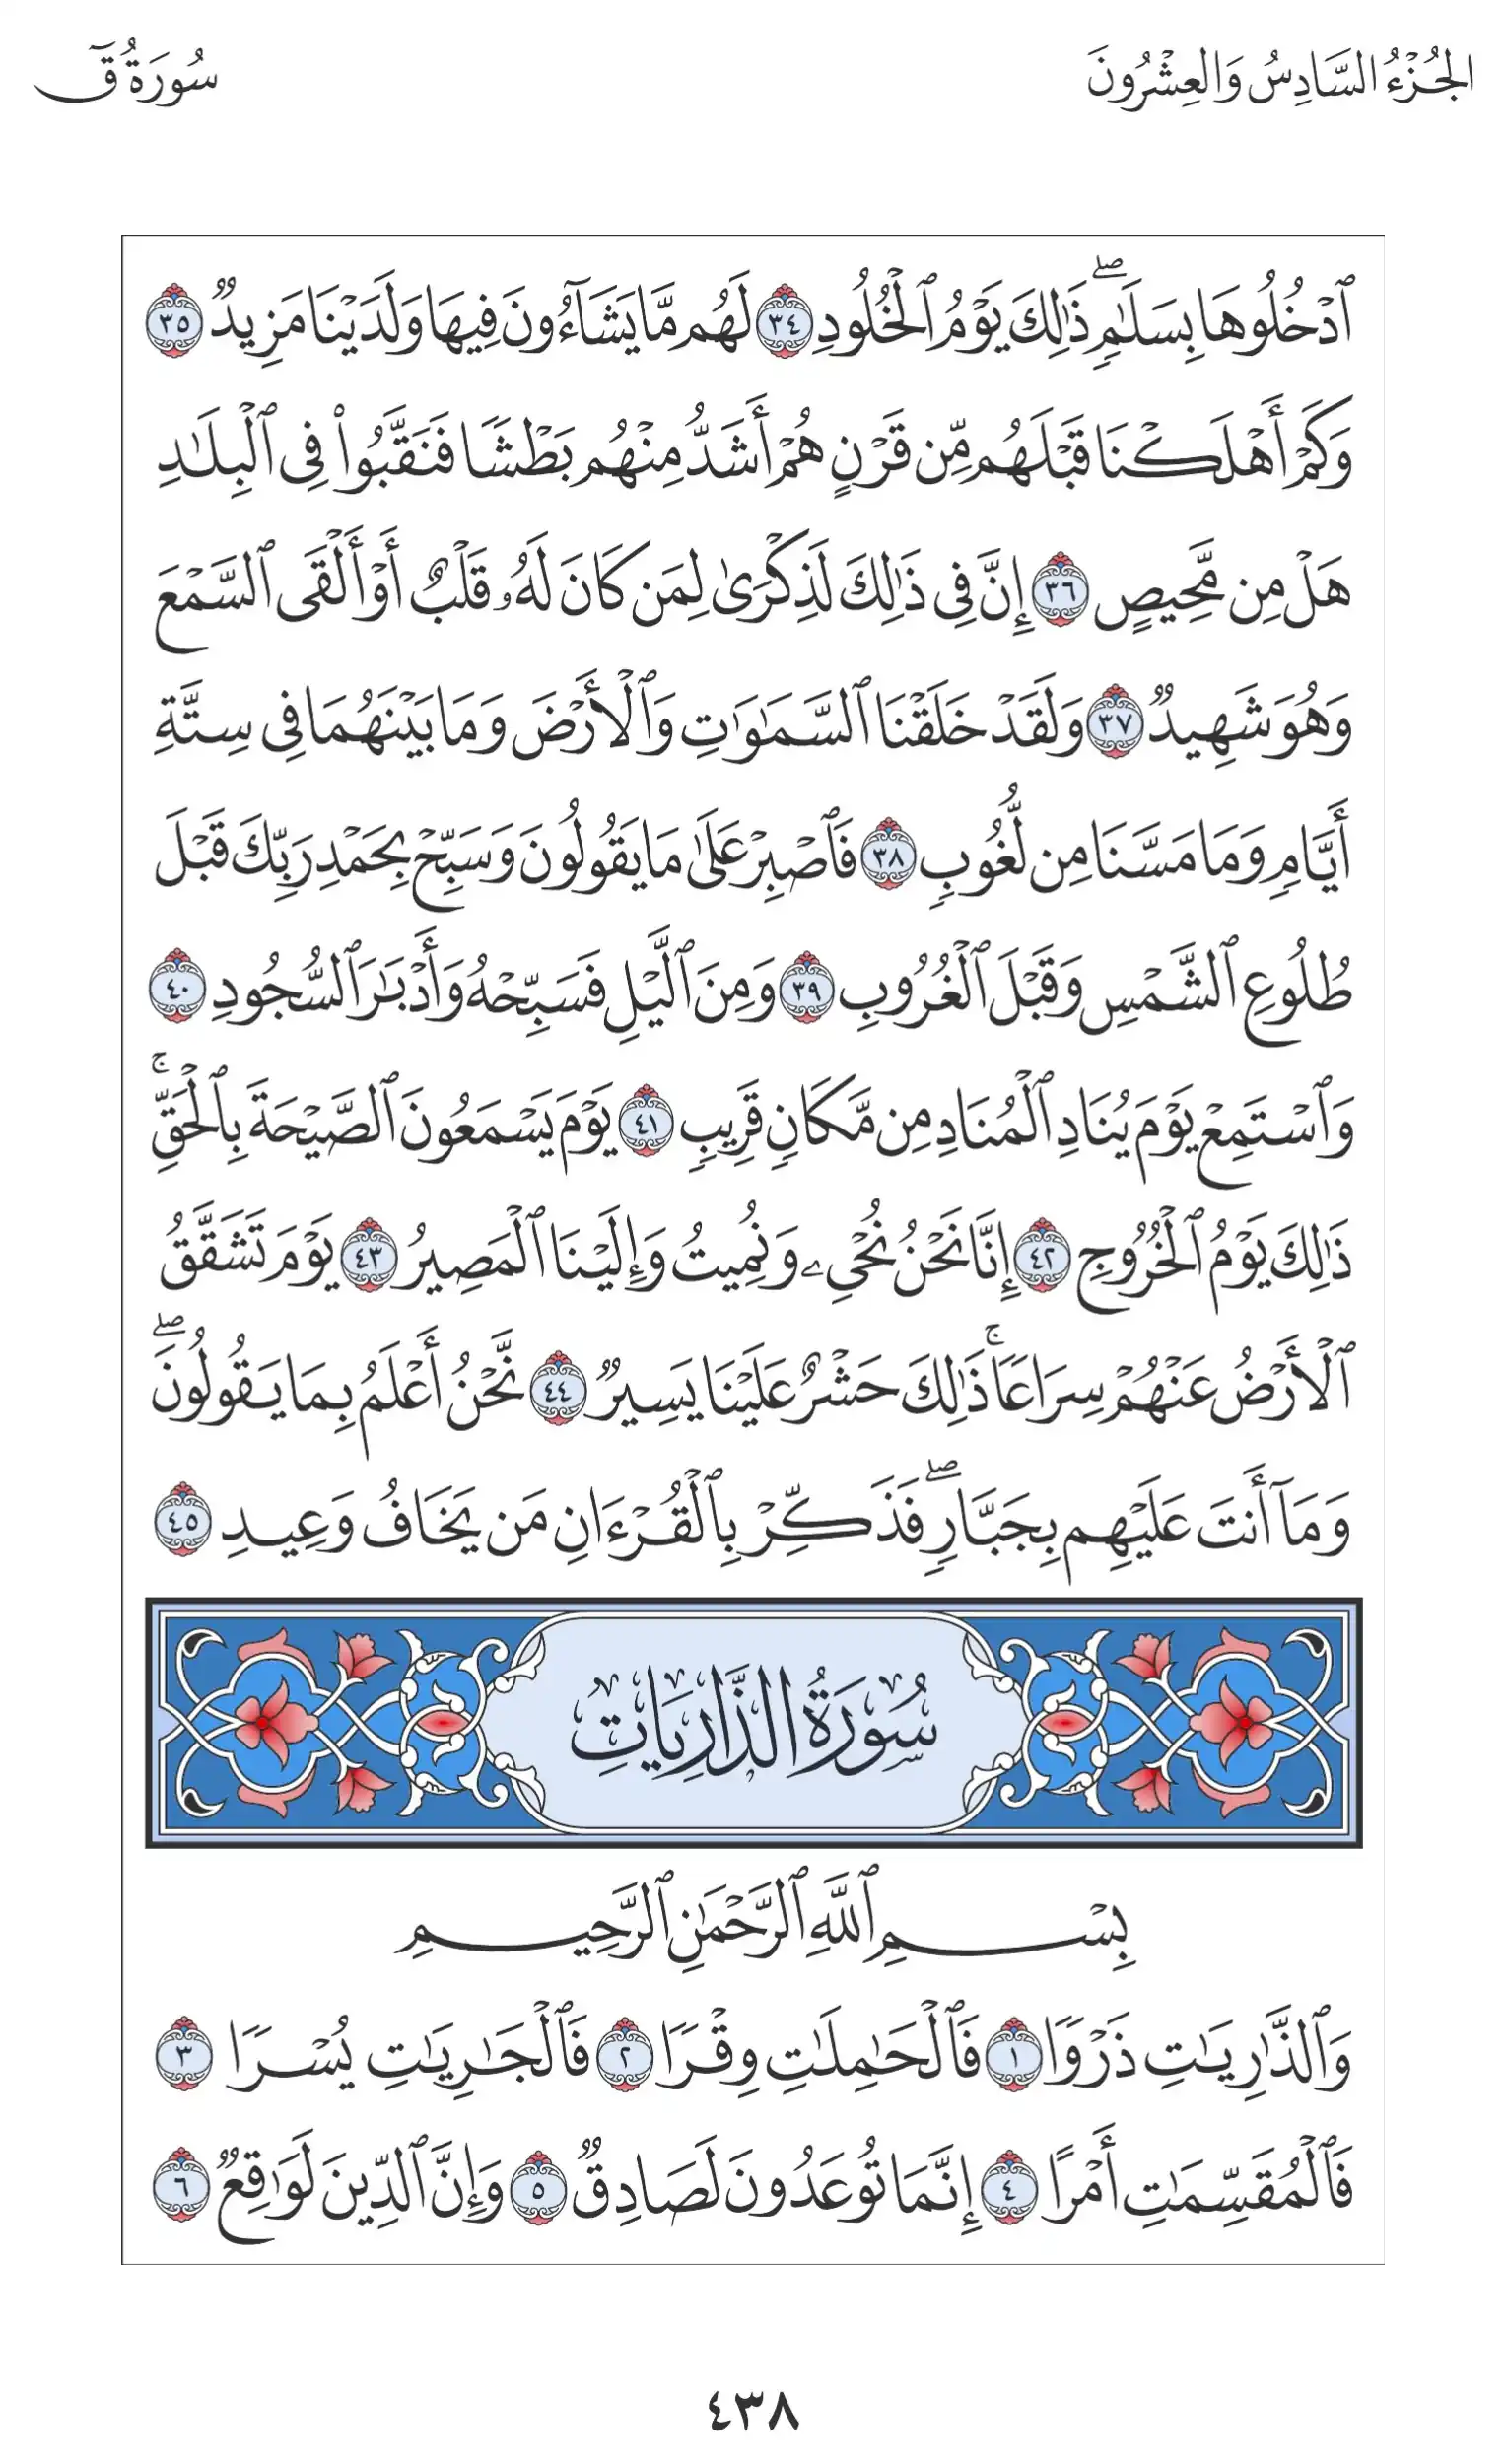 الجُزْءُ السَّادِسُ وَالعِشْرُونَ
سُورَةُ قٓ
ٱدۡخُلُوهَا بِسَلَٰمٖۖ ذَٰلِكَ يَوۡمُ ٱلۡخُلُودِ ٣٤ لَهُم مَّا يَشَآءُونَ فِيهَا وَلَدَيۡنَا مَزِيدٞ ٣٥
وَكَمۡ أَهۡلَكۡنَا قَبۡلَهُم مِّن قَرۡنٍ هُمۡ أَشَدُّ مِنۡهُم بَطۡشٗا فَنَقَّبُواْ فِي ٱلۡبِلَٰدِ
هَلۡ مِن مَّحِيصٍ ٣٦ إِنَّ فِي ذَٰلِكَ لَذِكۡرَىٰ لِمَن كَانَ لَهُۥ قَلۡبٌ أَوۡ أَلۡقَى ٱلسَّمۡعَ
وَهُوَ شَهِيدٞ ٣٧ وَلَقَدۡ خَلَقۡنَا ٱلسَّمَٰوَٰتِ وَٱلۡأَرۡضَ وَمَا بَيۡنَهُمَا فِي سِتَّةِ
أَيَّامٖ وَمَا مَسَّنَا مِن لُّغُوبٖ ٣٨ فَٱصۡبِرۡ عَلَىٰ مَا يَقُولُونَ وَسَبِّحۡ بِحَمۡدِ رَبِّكَ قَبۡلَ
طُلُوعِ ٱلشَّمۡسِ وَقَبۡلَ ٱلۡغُرُوبِ ٣٩ وَمِنَ ٱلَّيۡلِ فَسَبِّحۡهُ وَأَدۡبَٰرَ ٱلسُّجُودِ ٤٠
وَٱسۡتَمِعۡ يَوۡمَ يُنَادِ ٱلۡمُنَادِ مِن مَّكَانٖ قَرِيبٖ ٤١ يَوۡمَ يَسۡمَعُونَ ٱلصَّيۡحَةَ بِٱلۡحَقِّۚ
ذَٰلِكَ يَوۡمُ ٱلۡخُرُوجِ ٤٢ إِنَّا نَحۡنُ نُحۡيِۦ وَنُمِيتُ وَإِلَيۡنَا ٱلۡمَصِيرُ ٤٣ يَوۡمَ تَشَقَّقُ
ٱلۡأَرۡضُ عَنۡهُمۡ سِرَاعٗاۚ ذَٰلِكَ حَشۡرٌ عَلَيۡنَا يَسِيرٞ ٤٤ نَّحۡنُ أَعۡلَمُ بِمَا يَقُولُونَۖ
وَمَآ أَنتَ عَلَيۡهِم بِجَبَّارٖۖ فَذَكِّرۡ بِٱلۡقُرۡءَانِ مَن يَخَافُ وَعِيدِ ٤٥
سُورَةُ الذَّارِيَاتِ
بِسۡمِ ٱللَّهِ ٱلرَّحۡمَٰنِ ٱلرَّحِيمِ
وَٱلذَّٰرِيَٰتِ ذَرۡوٗا ١ فَٱلۡحَٰمِلَٰتِ وِقۡرٗا ٢ فَٱلۡجَٰرِيَٰتِ يُسۡرٗا ٣
فَٱلۡمُقَسِّمَٰتِ أَمۡرًا ٤ إِنَّمَا تُوعَدُونَ لَصَادِقٞ ٥ وَإِنَّ ٱلدِّينَ لَوَٰقِعٞ ٦
٤٣٨